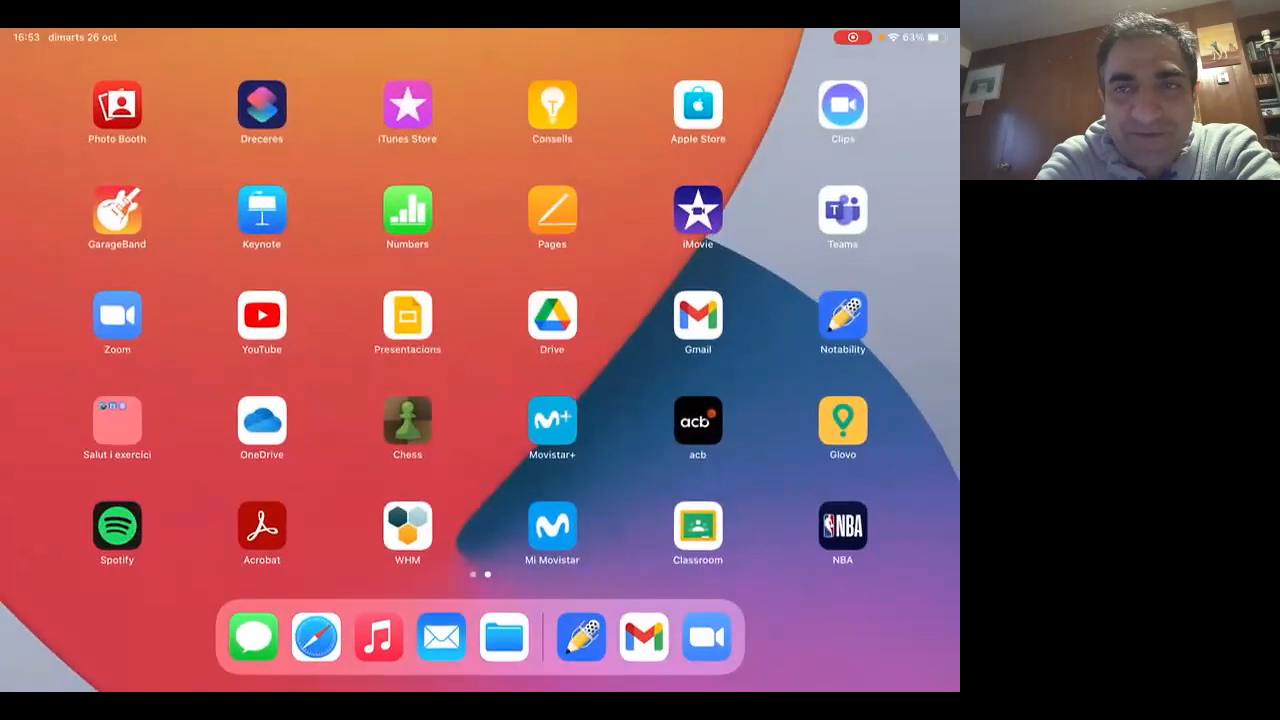 16:53 dimarts 26 oct
63%
Photo Booth
Dreceres
iTunes Store
Consells
Apple Store
Clips
GarageBand
Keynote
Numbers
Pages
iMovie
Teams
Zoom
YouTube
Presentacions
Drive
Gmail
Notability
Salut i exercici
OneDrive
Chess
Movistar+
acb
acb
Glovo
NBA
Spotify
Acrobat
WHM
Mi Movistar
Classroom
NBA